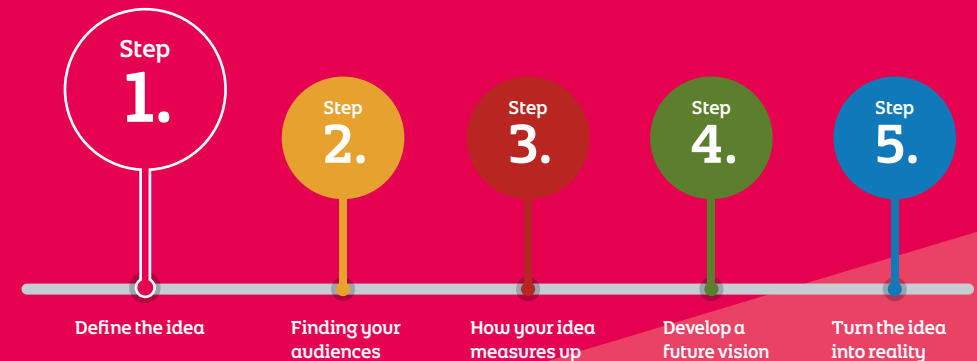 Step
1.
Step
2.
Step
3.
Step
4.
Step
5.
Define the idea
Finding your
audiences
How your idea
measures up
Develop a
future vision
Turn the idea
into reality